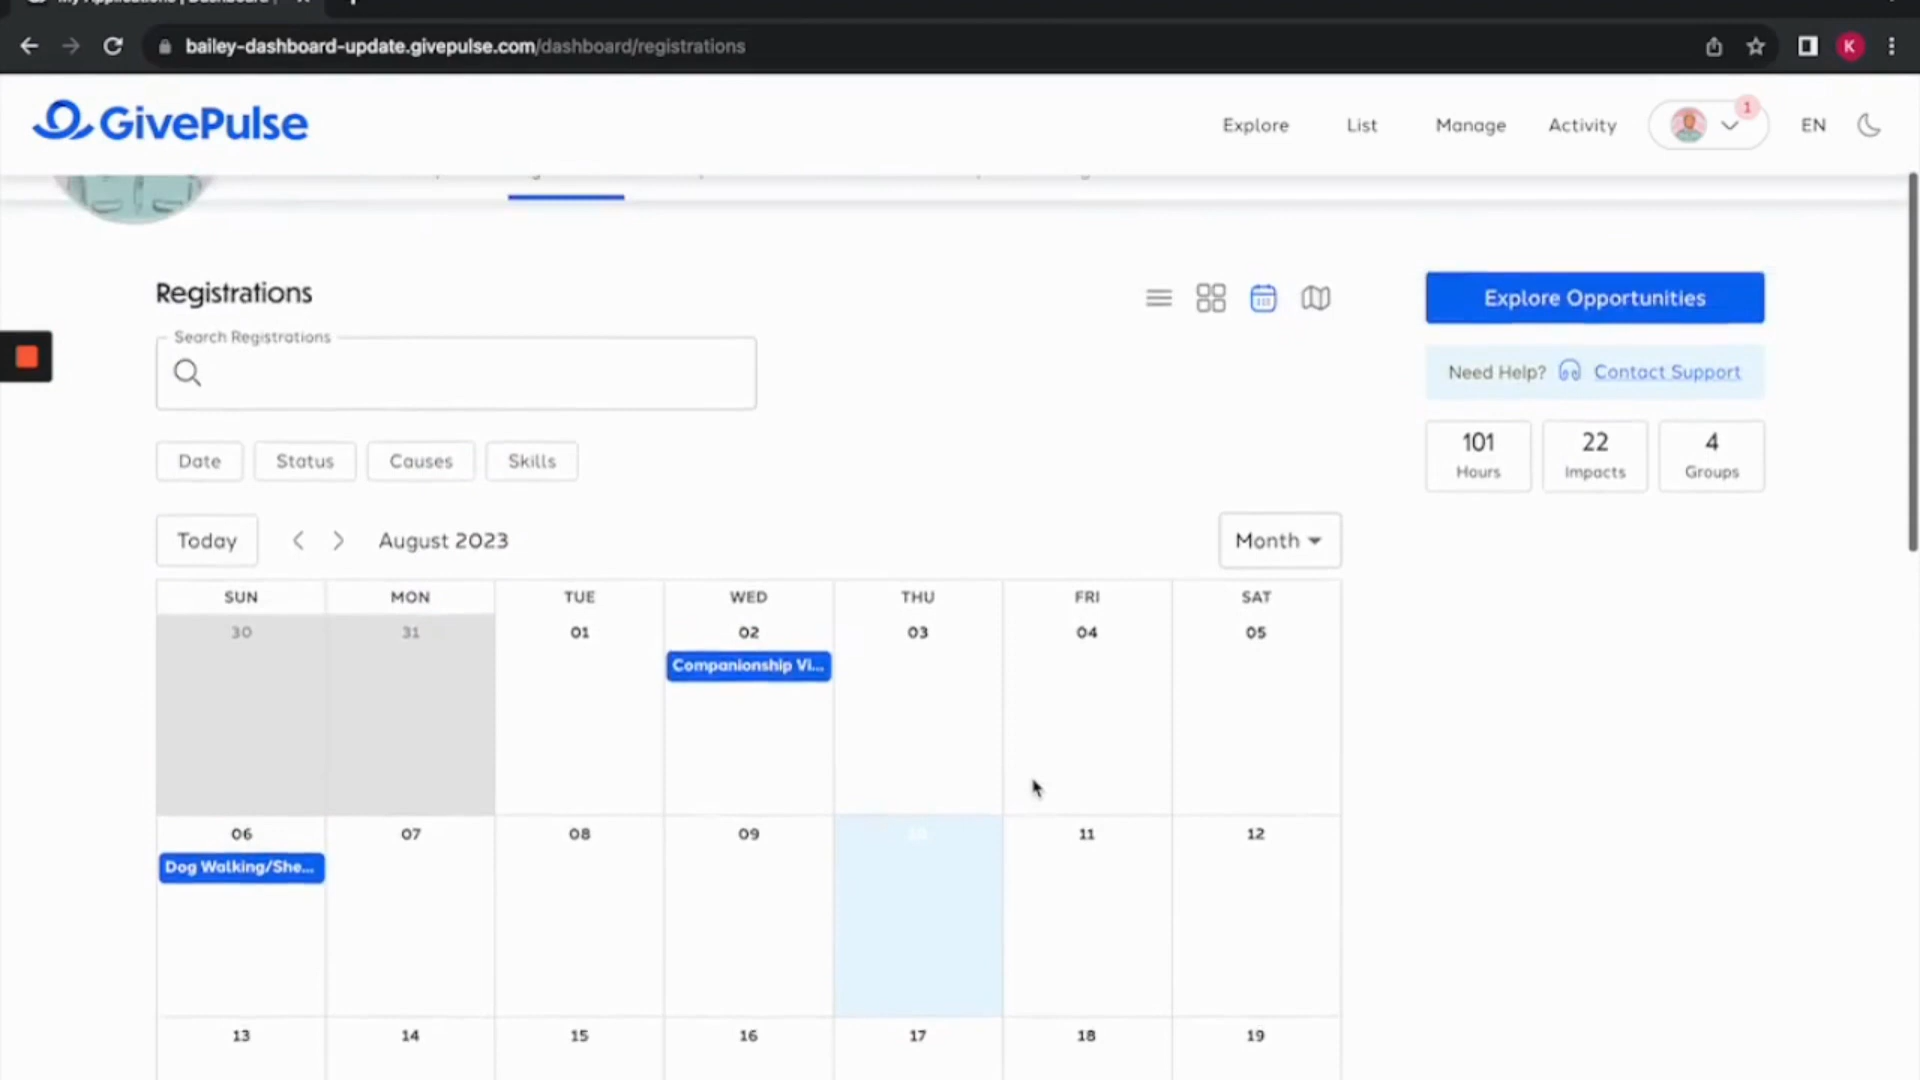 bailey-dashboard-update.givepulse.com/dashboard/registrations
K
GivePulse
Explore
List
Manage
Activity
1
EN
Registrations
Search Registrations
Explore Opportunities
Need Help? Contact Support
101
Hours
22
Impacts
4
Groups
Date
Status
Causes
Skills
Today
August 2023
Month
SUN MON TUE WED THU FRI SAT
30 31 01 02 03 04 05
Companionship Vi...
06 07 08 09 10 11 12
Dog Walking/She...
13 14 15 16 17 18 19